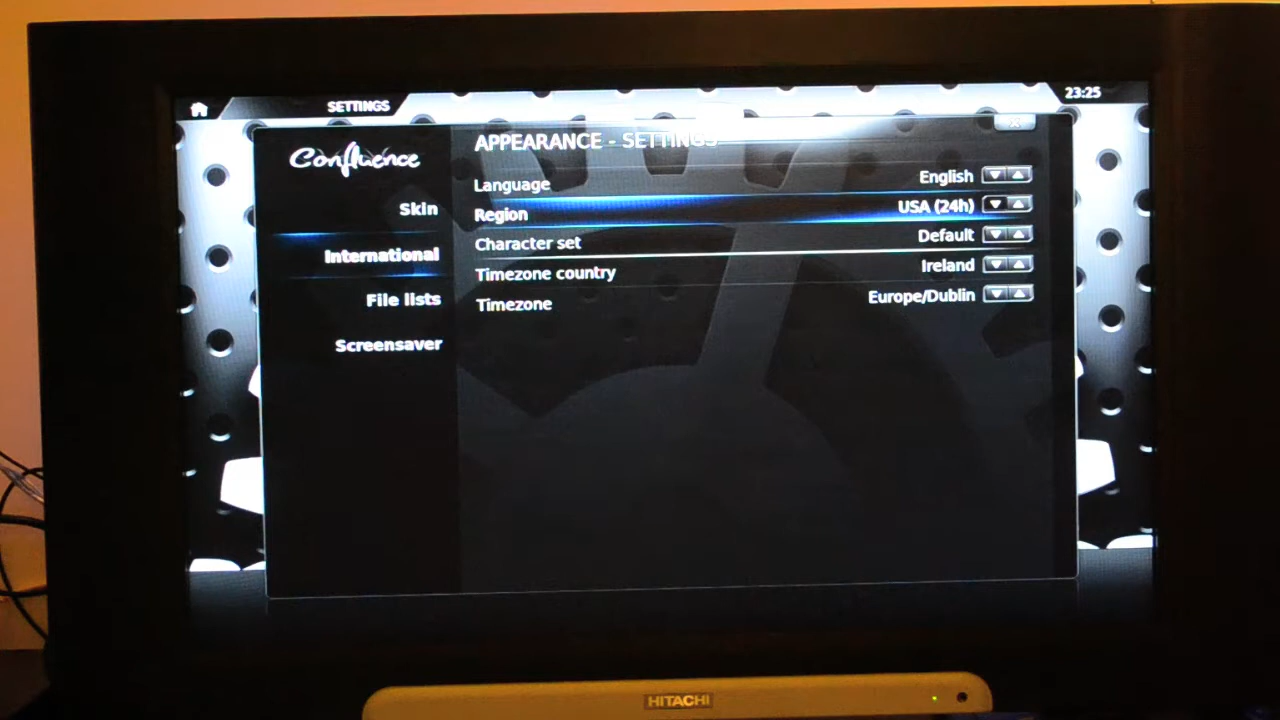 SETTINGS
23:25
Confluence
APPEARANCE - SETTINGS
Skin
International
File lists
Screensaver
Language English
Region USA (24h)
Character set Default
Timezone country Ireland
Timezone Europe/Dublin
HITACHI